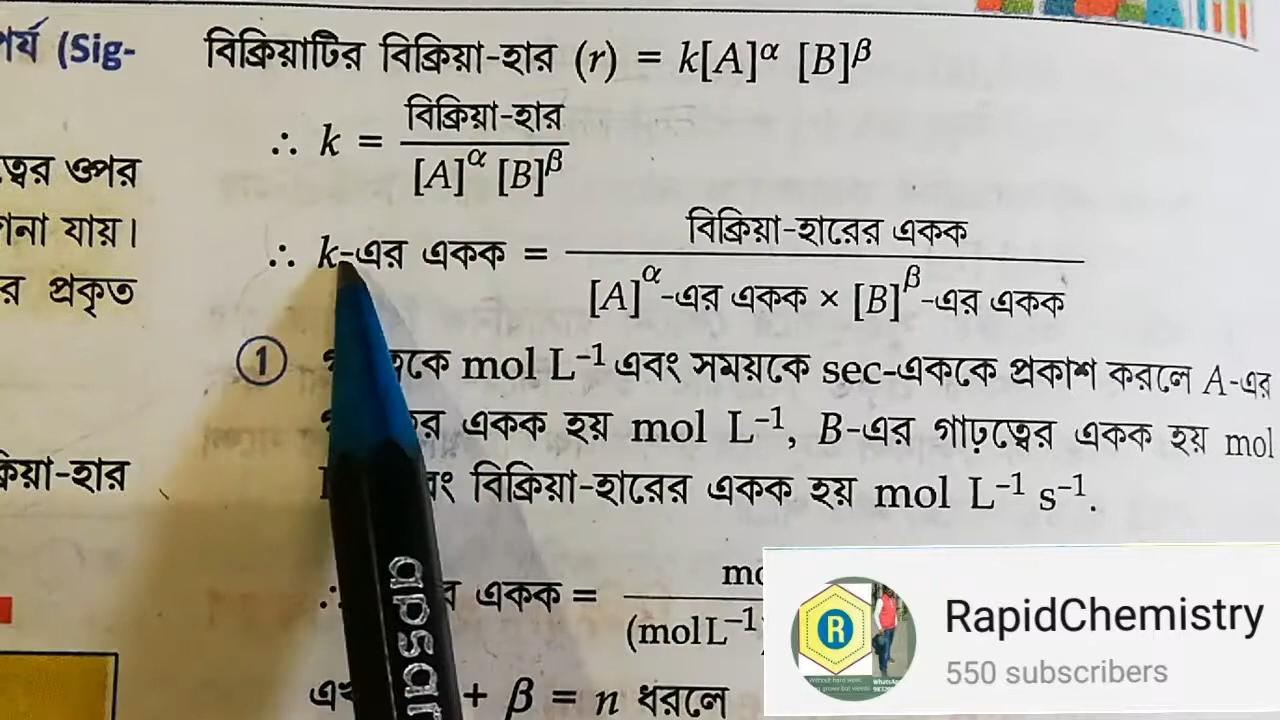 র্য (Sig-
ত্বের ওপর
না যায়।
র প্রকৃত
ক্রিয়া-হার
বিক্রিয়াটির বিক্রিয়া-হার (r) = k[A]^α [B]^β
∴ k = বিক্রিয়া-হার / [A]^α [B]^β
∴ k-এর একক = বিক্রিয়া-হারের একক / [A]^α-এর একক × [B]^β-এর একক
① কে mol L⁻¹ এবং সময়কে sec-এককে প্রকাশ করলে A-এর
র একক হয় mol L⁻¹, B-এর গাঢ়ত্বের একক হয় mol
বিক্রিয়া-হারের একক হয় mol L⁻¹ s⁻¹.
∴ একক = / (mol L⁻¹)
+ β = n ধরলে
apsar
R
RapidChemistry
550 subscribers